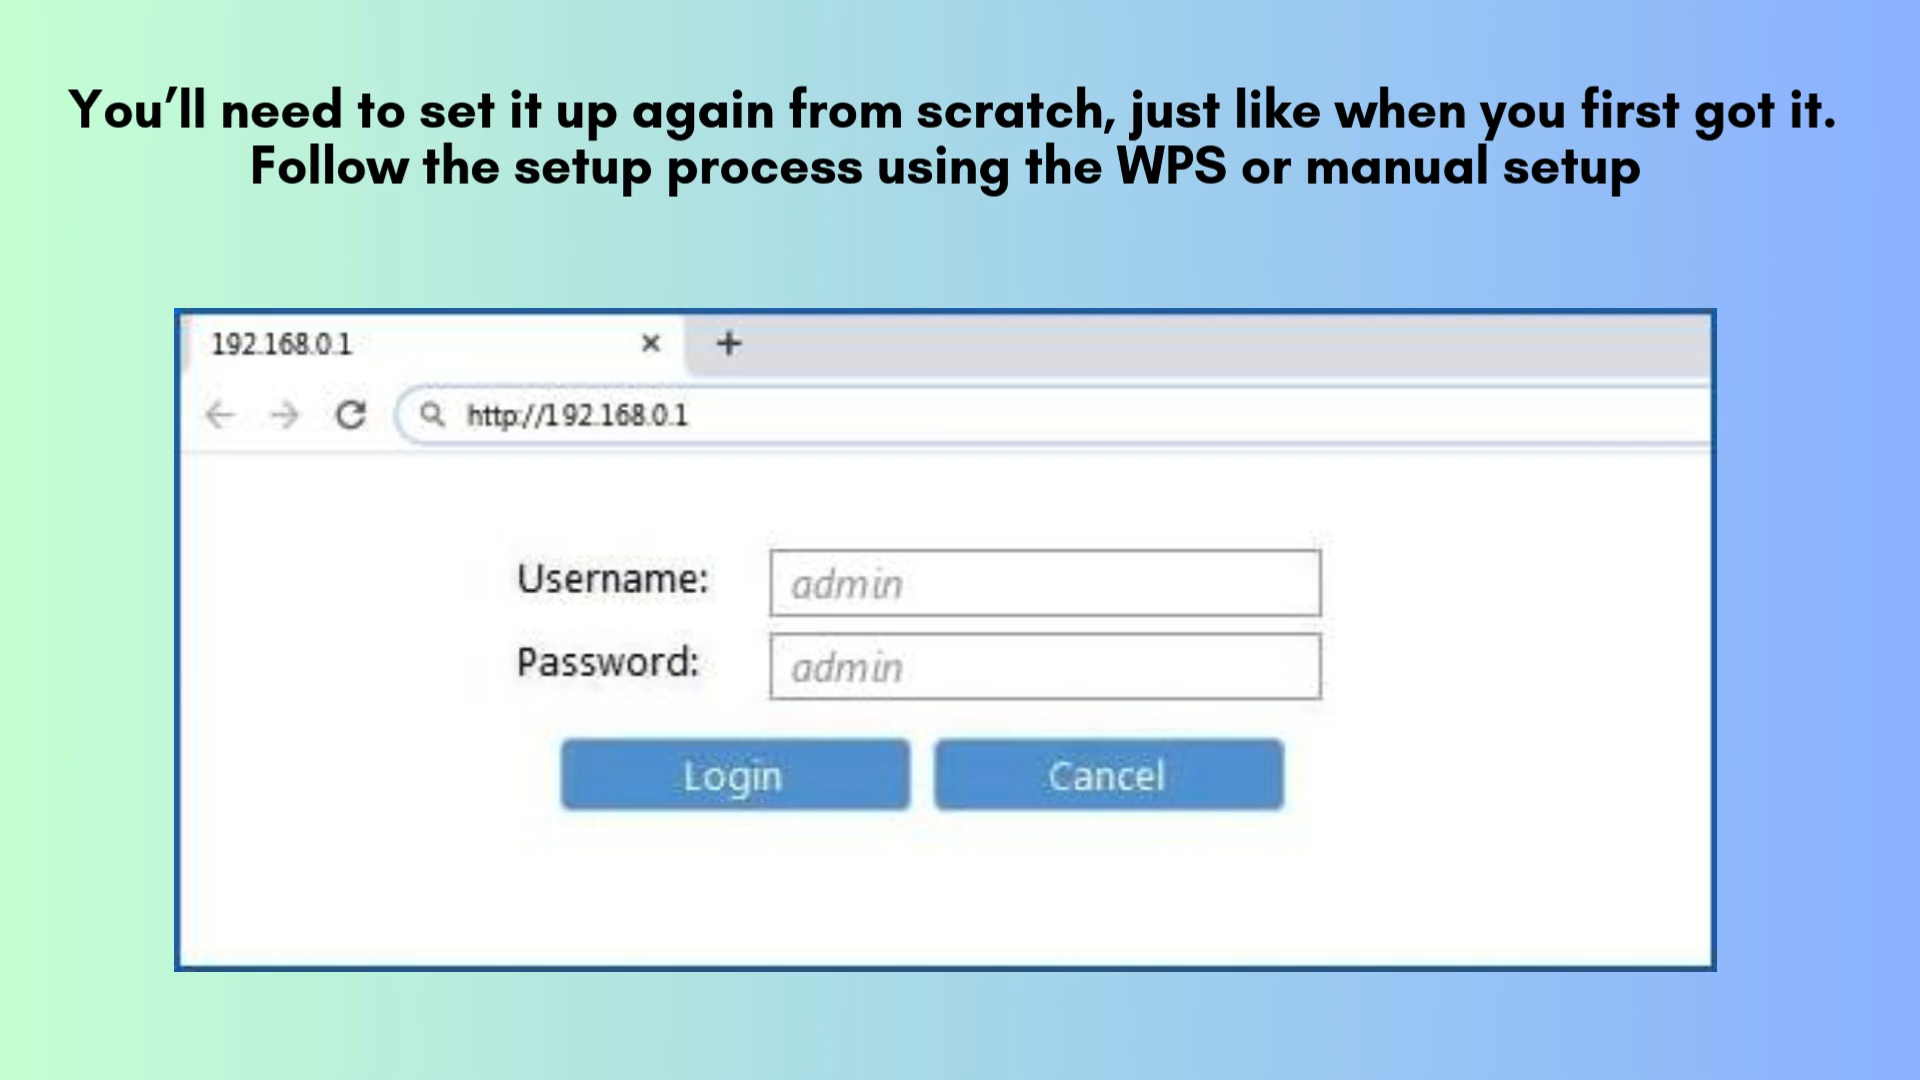 You’ll need to set it up again from scratch, just like when you first got it.
Follow the setup process using the WPS or manual setup
192.168.0.1
http://192.168.0.1
Username: admin
Password: admin
Login Cancel